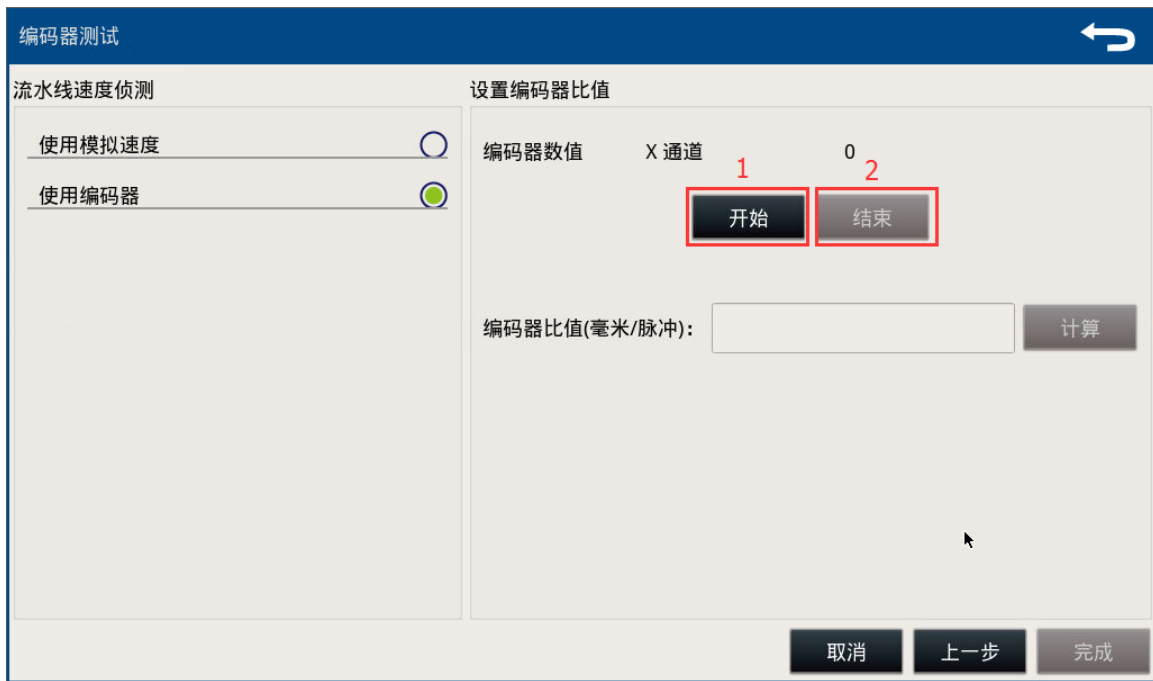 编码器测试
流水线速度侦测
使用模拟速度
使用编码器
设置编码器比值
编码器数值 X 通道 0
1 2
开始 结束
编码器比值(毫米/脉冲): 计算
取消 上一步 完成